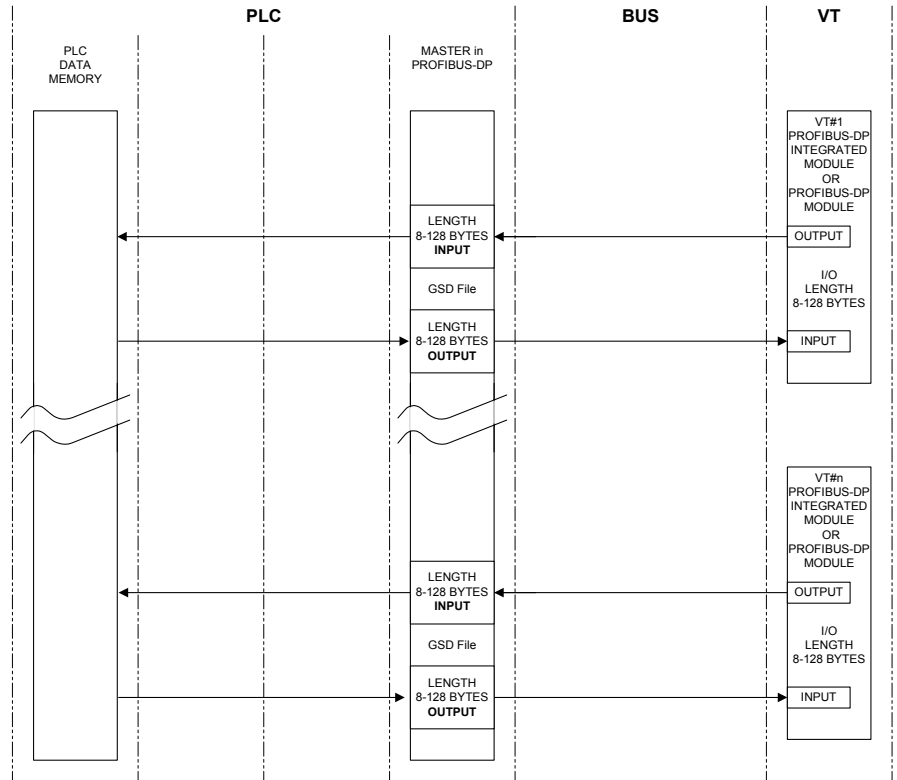 PLC
BUS
VT
PLC
DATA
MEMORY
MASTER in
PROFIBUS-DP
VT#1
PROFIBUS-DP
INTEGRATED
MODULE
OR
PROFIBUS-DP
MODULE
LENGTH
8-128 BYTES
INPUT
OUTPUT
GSD File
I/O
LENGTH
8-128 BYTES
LENGTH
8-128 BYTES
OUTPUT
INPUT
VT#n
PROFIBUS-DP
INTEGRATED
MODULE
OR
PROFIBUS-DP
MODULE
LENGTH
8-128 BYTES
INPUT
OUTPUT
GSD File
I/O
LENGTH
8-128 BYTES
LENGTH
8-128 BYTES
OUTPUT
INPUT